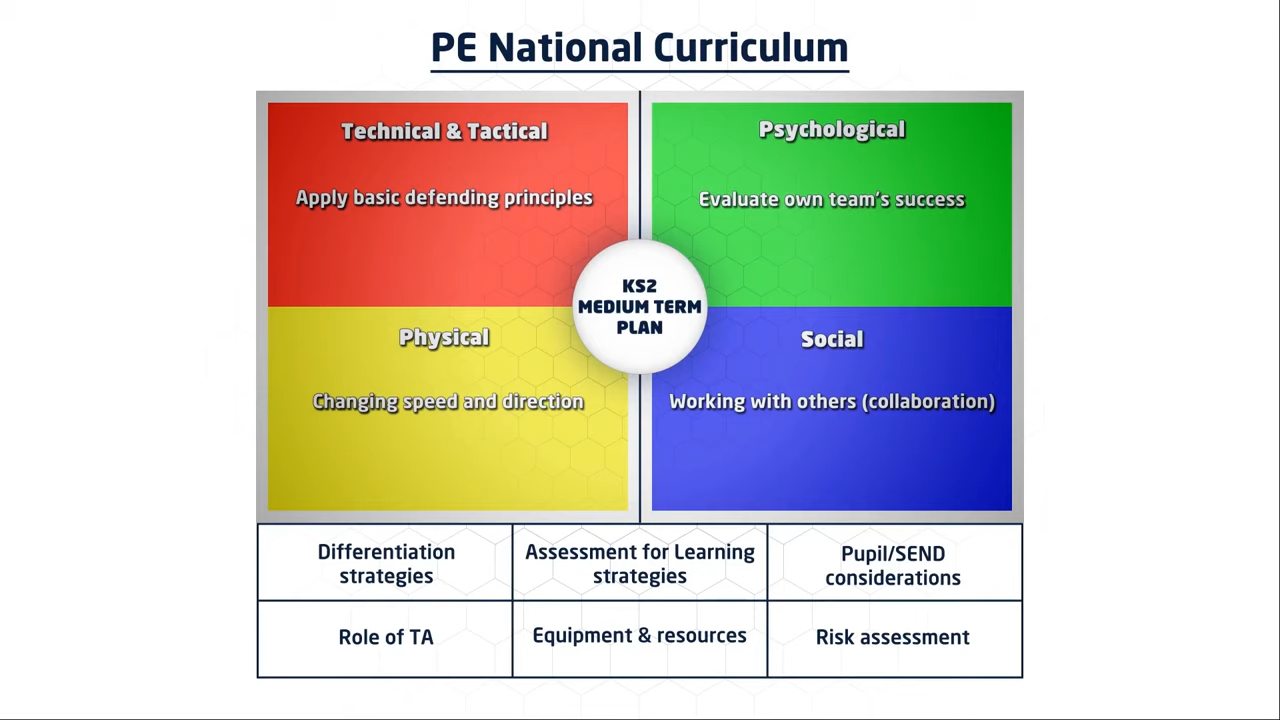 PE National Curriculum
Technical & Tactical
Apply basic defending principles
Psychological
Evaluate own team's success
KS2
MEDIUM TERM
PLAN
Physical
Changing speed and direction
Social
Working with others (collaboration)
Differentiation
strategies
Assessment for Learning
strategies
Pupil/SEND
considerations
Role of TA
Equipment & resources
Risk assessment